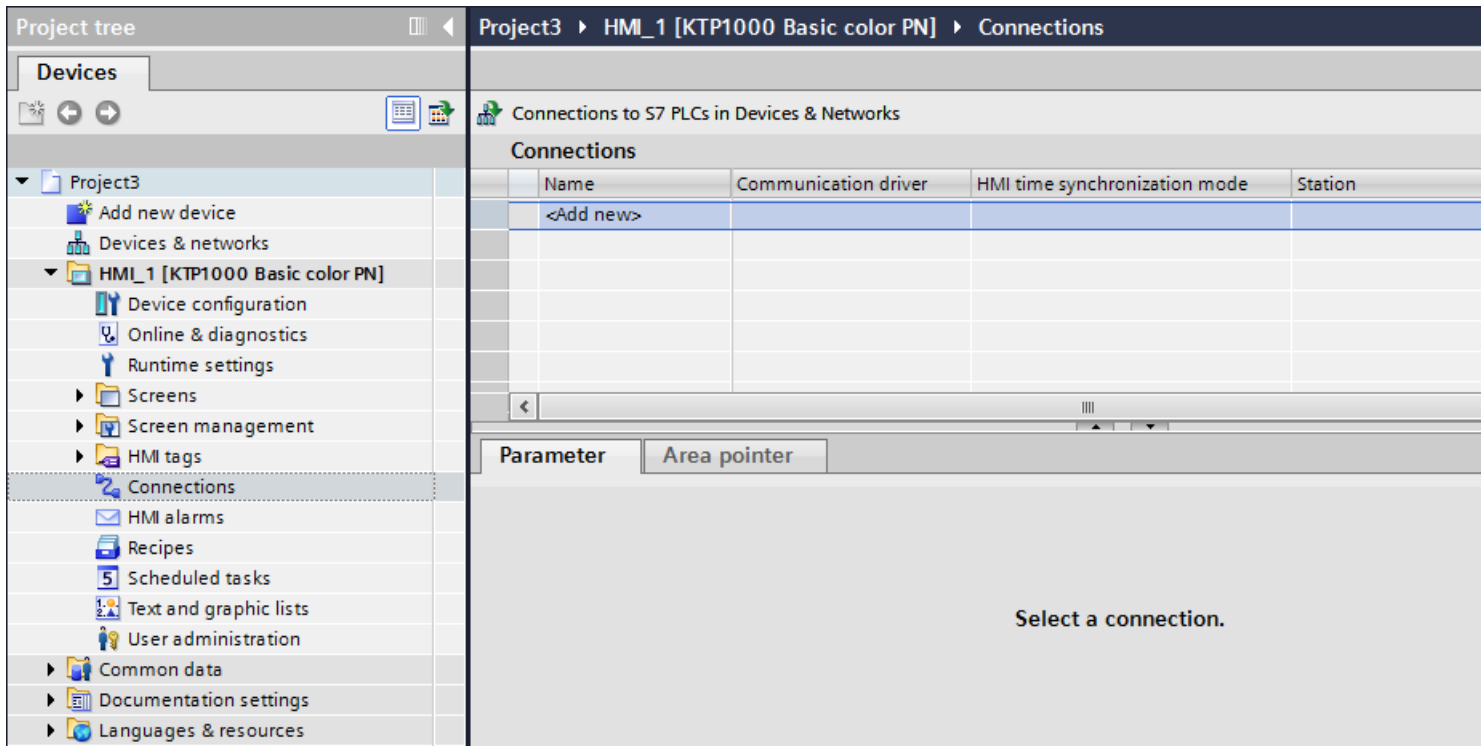 Project tree
Devices
Project3
Add new device
Devices & networks
HMI_1 [KTP1000 Basic color PN]
Device configuration
Online & diagnostics
Runtime settings
Screens
Screen management
HMI tags
Connections
HMI alarms
Recipes
5 Scheduled tasks
Text and graphic lists
User administration
Common data
Documentation settings
Languages & resources
Project3 HMI_1 [KTP1000 Basic color PN] Connections
Connections to S7 PLCs in Devices & Networks
Connections
Name Communication driver HMI time synchronization mode Station
<Add new>
Parameter Area pointer
Select a connection.